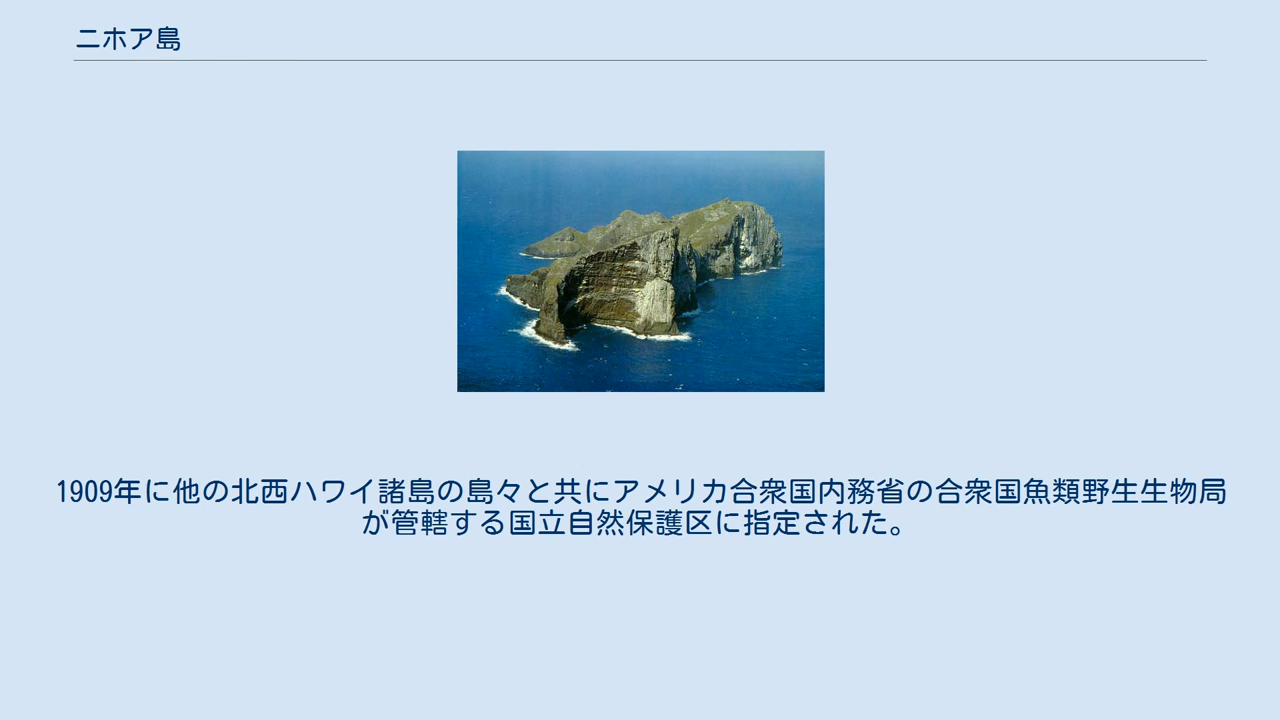 ニホア島
1909年に他の北西ハワイ諸島の島々と共にアメリカ合衆国内務省の合衆国魚類野生生物局
が管轄する国立自然保護区に指定された。